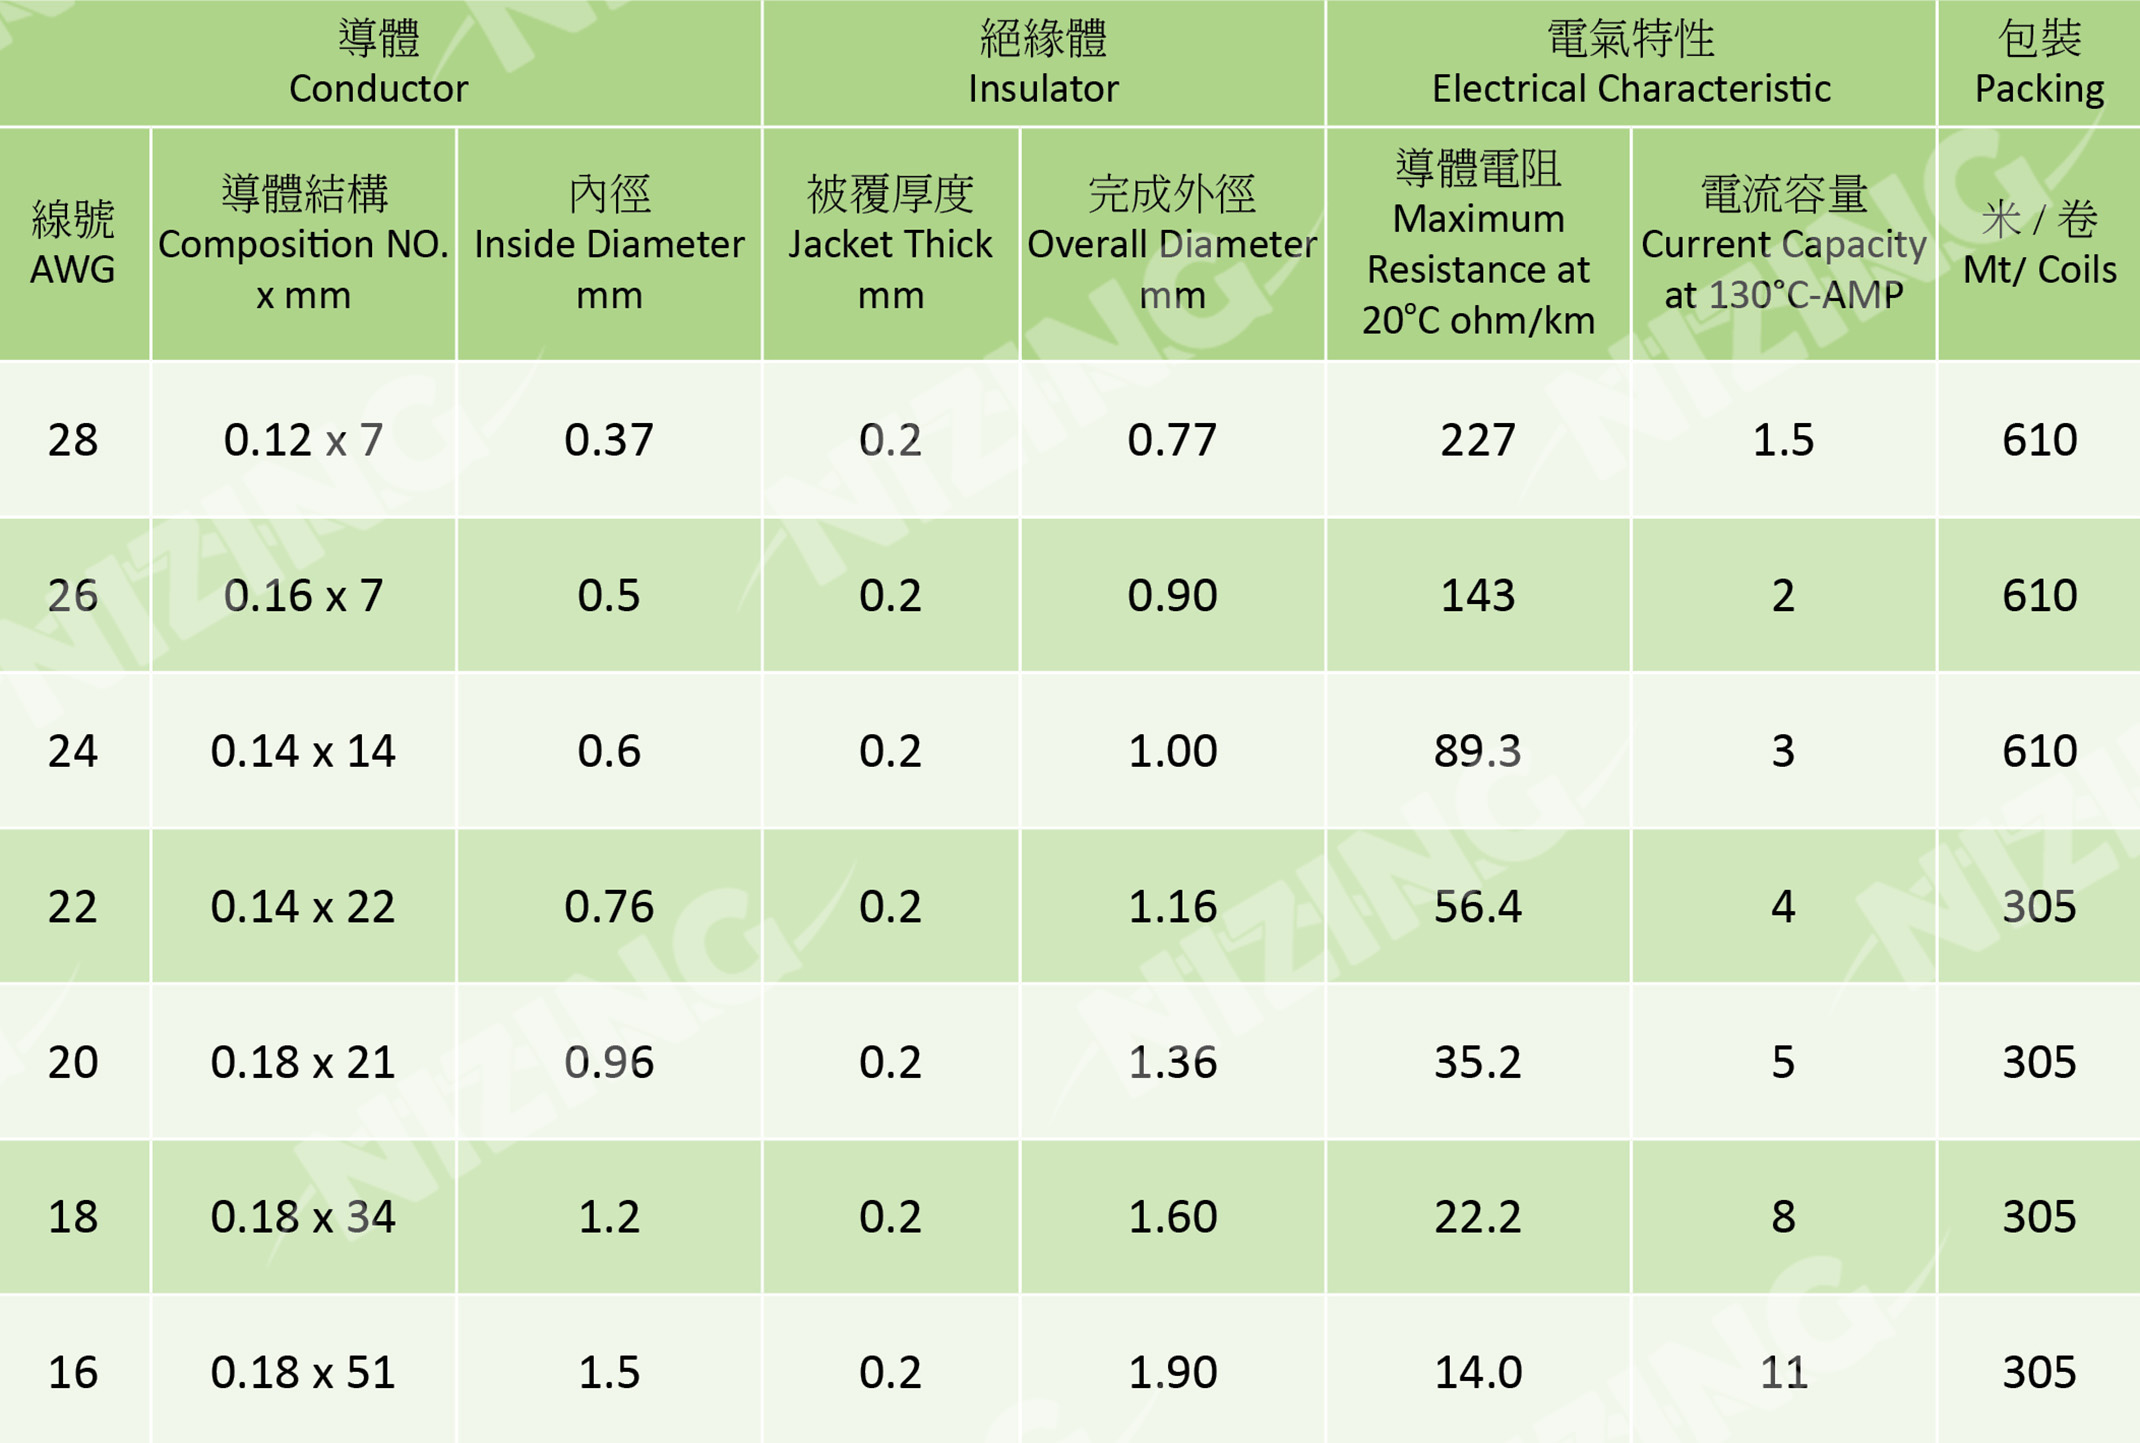 導體
Conductor
絕緣體
Insulator
電氣特性
Electrical Characteristic
包裝
Packing
線號
AWG
導體結構
Composition NO.
x mm
內徑
Inside Diameter
mm
被覆厚度
Jacket Thick
mm
完成外徑
Overall Diameter
mm
導體電阻
Maximum
Resistance at
20°C ohm/km
電流容量
Current Capacity
at 130°C-AMP
米 / 卷
Mt/ Coils
28 0.12 x 7 0.37 0.2 0.77 227 1.5 610
26 0.16 x 7 0.5 0.2 0.90 143 2 610
24 0.14 x 14 0.6 0.2 1.00 89.3 3 610
22 0.14 x 22 0.76 0.2 1.16 56.4 4 305
20 0.18 x 21 0.96 0.2 1.36 35.2 5 305
18 0.18 x 34 1.2 0.2 1.60 22.2 8 305
16 0.18 x 51 1.5 0.2 1.90 14.0 11 305
NIZING